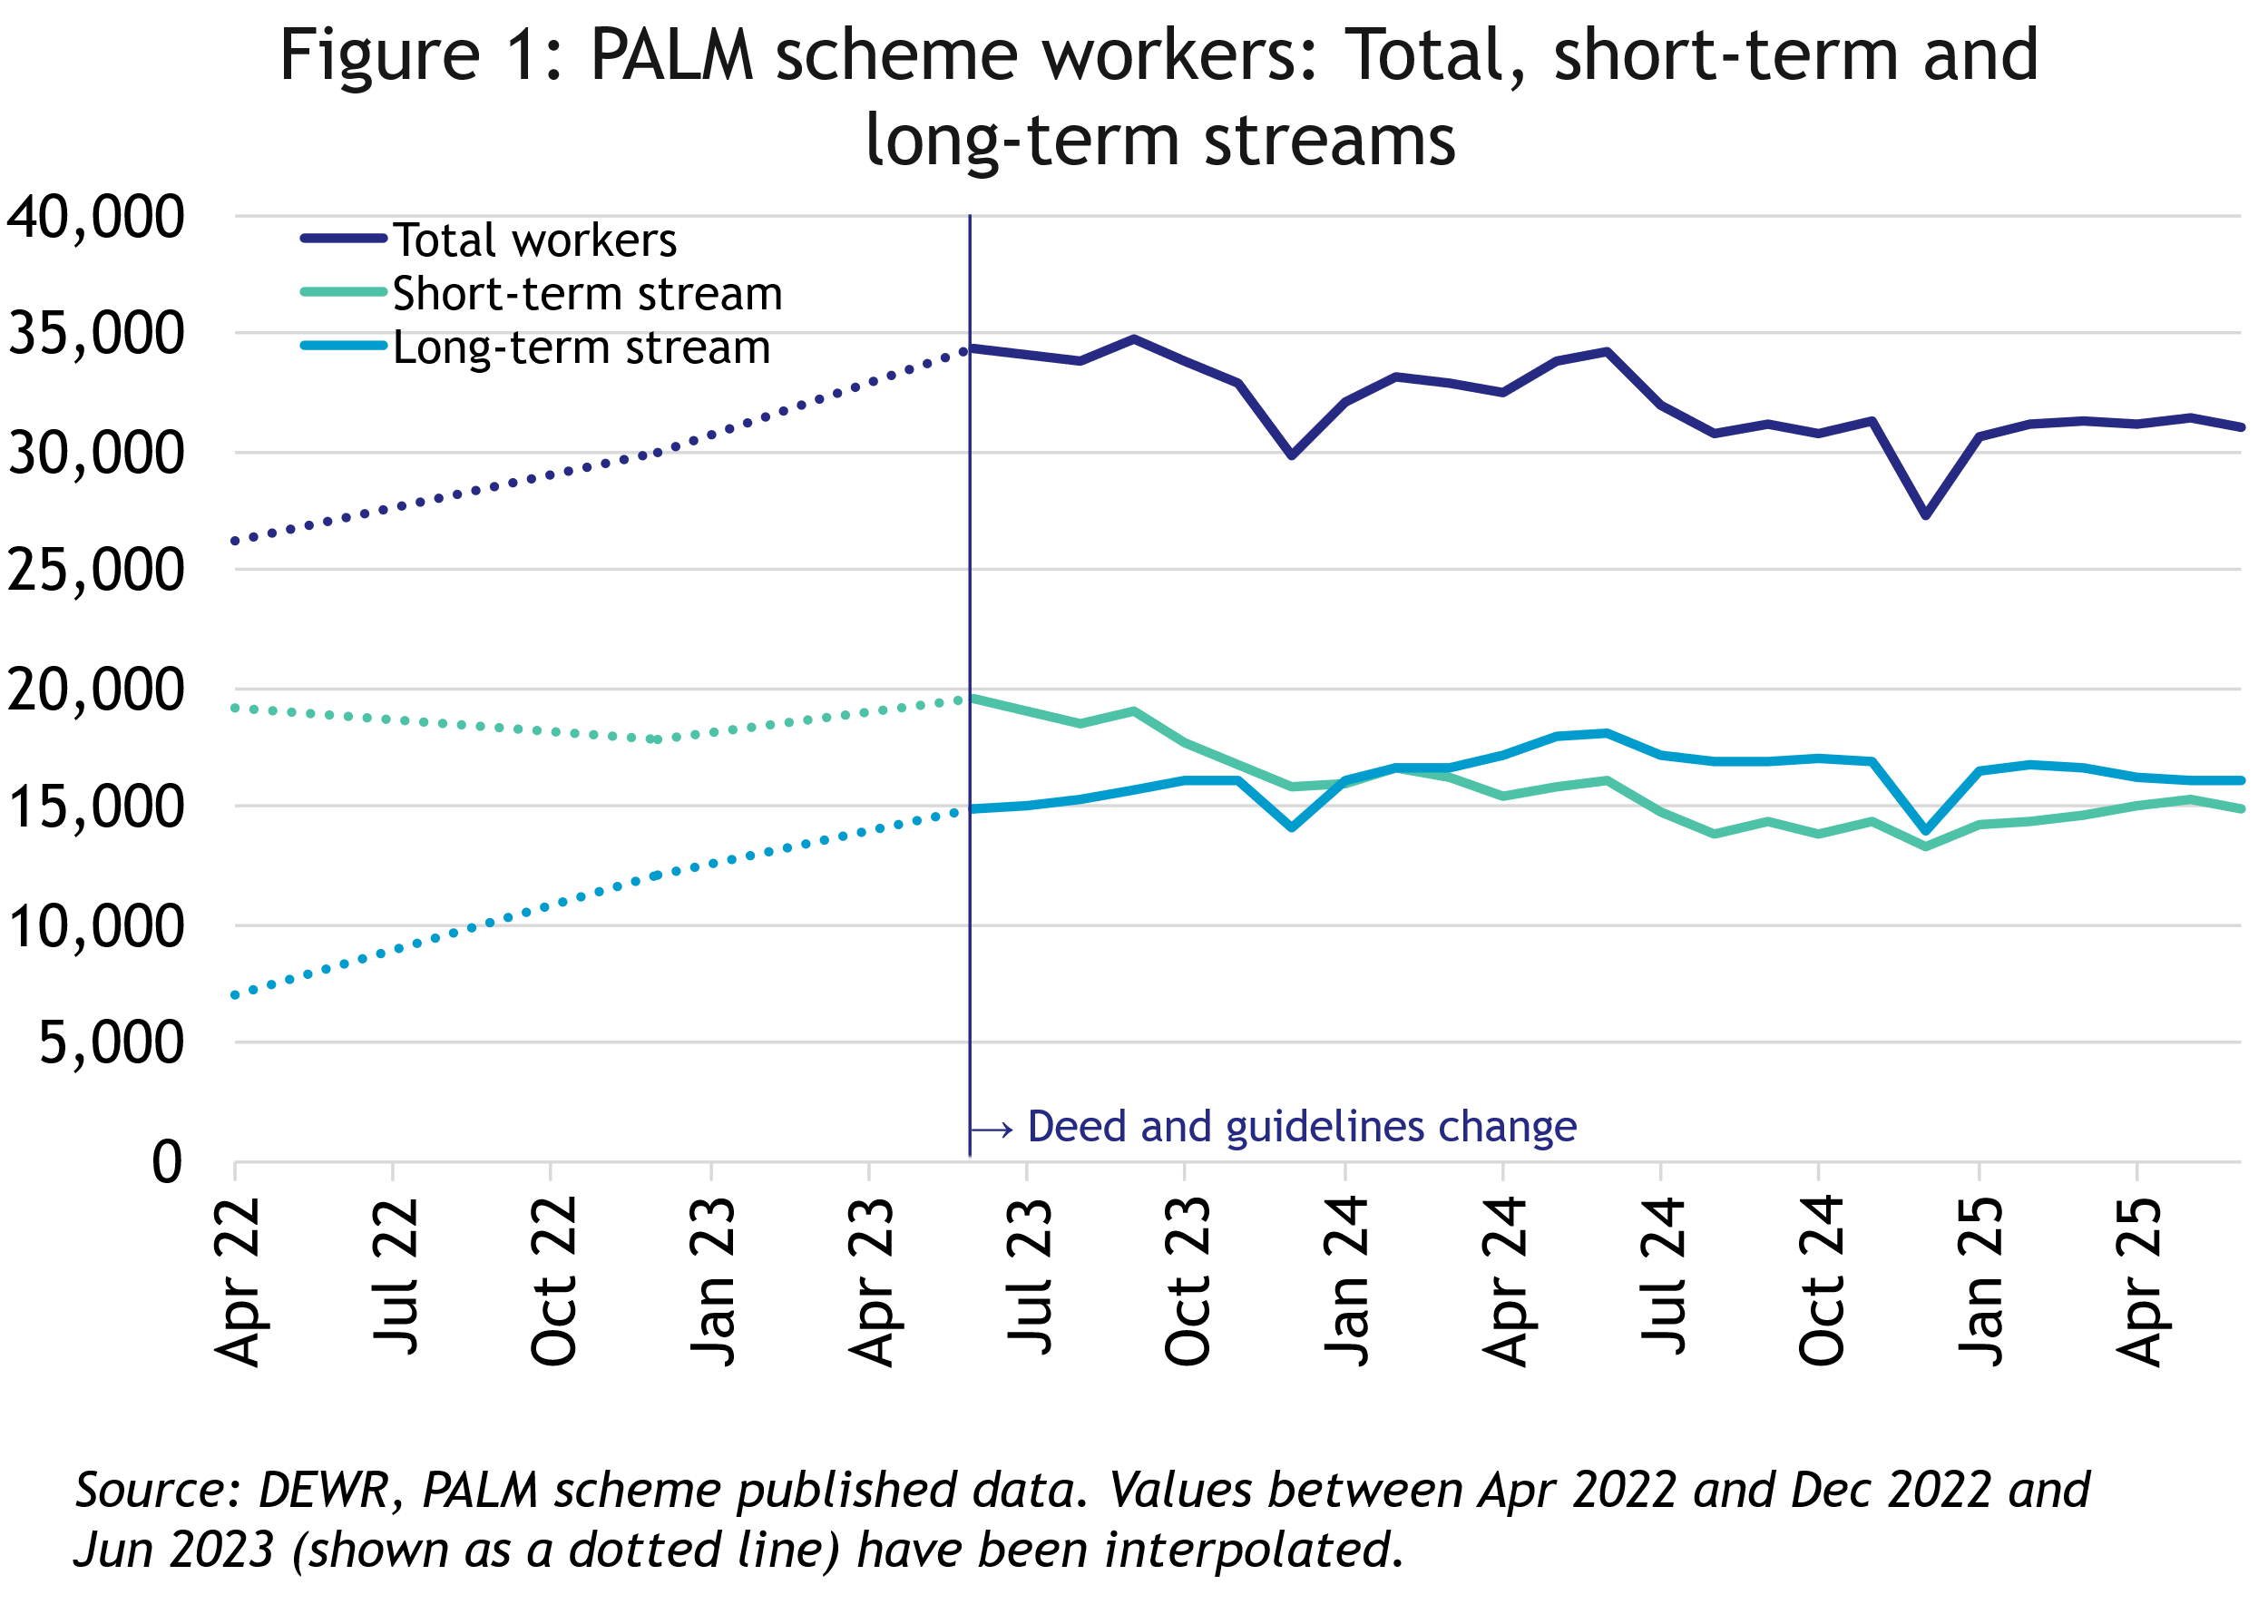 Figure 1: PALM scheme workers: Total, short-term and
long-term streams
40,000
35,000
30,000
25,000
20,000
15,000
10,000
5,000
0
Total workers
Short-term stream
Long-term stream
→ Deed and guidelines change
Apr 22
Jul 22
Oct 22
Jan 23
Apr 23
Jul 23
Oct 23
Jan 24
Apr 24
Jul 24
Oct 24
Jan 25
Apr 25
Source: DEWR, PALM scheme published data. Values between Apr 2022 and Dec 2022 and
Jun 2023 (shown as a dotted line) have been interpolated.